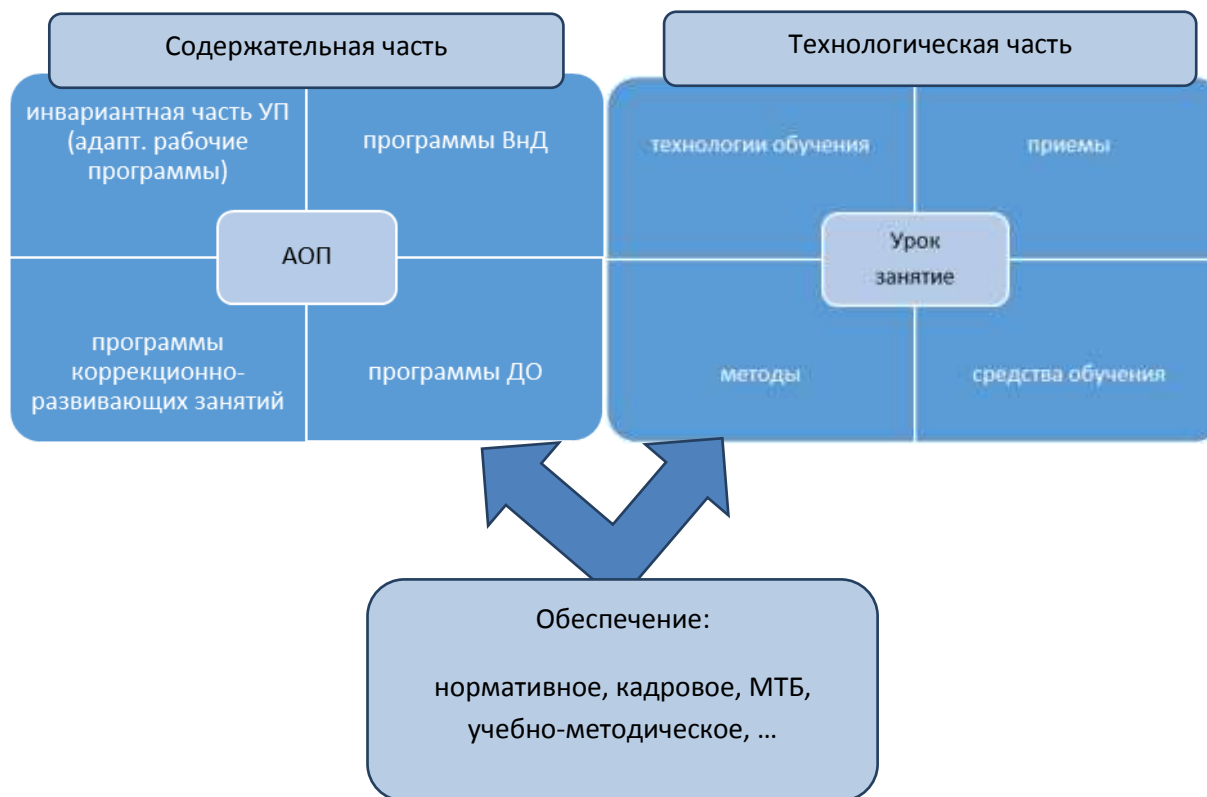 Содержательная часть
инвариантная часть УП
(адапт. рабочие
программы)
программы ВнД
АОП
программы
коррекционно-
развивающих занятий
программы ДО
Технологическая часть
технологии обучения
приемы
Урок
занятие
методы
средства обучения
Обеспечение:
нормативное, кадровое, МТБ,
учебно-методическое, ...